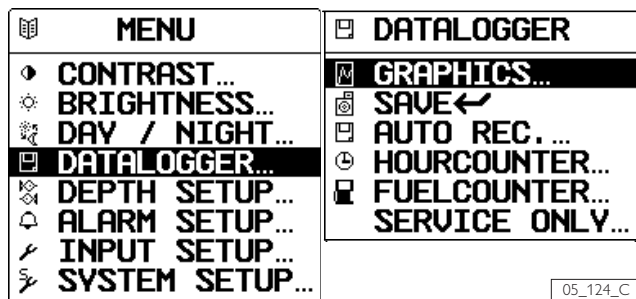 MENU
CONTRAST...
BRIGHTNESS...
DAY / NIGHT...
DATALOGGER...
DEPTH SETUP...
ALARM SETUP...
INPUT SETUP...
SYSTEM SETUP...
DATALOGGER
GRAPHICS...
SAVE↵
AUTO REC....
HOURCOUNTER...
FUELCOUNTER...
SERVICE ONLY...
05_124_C